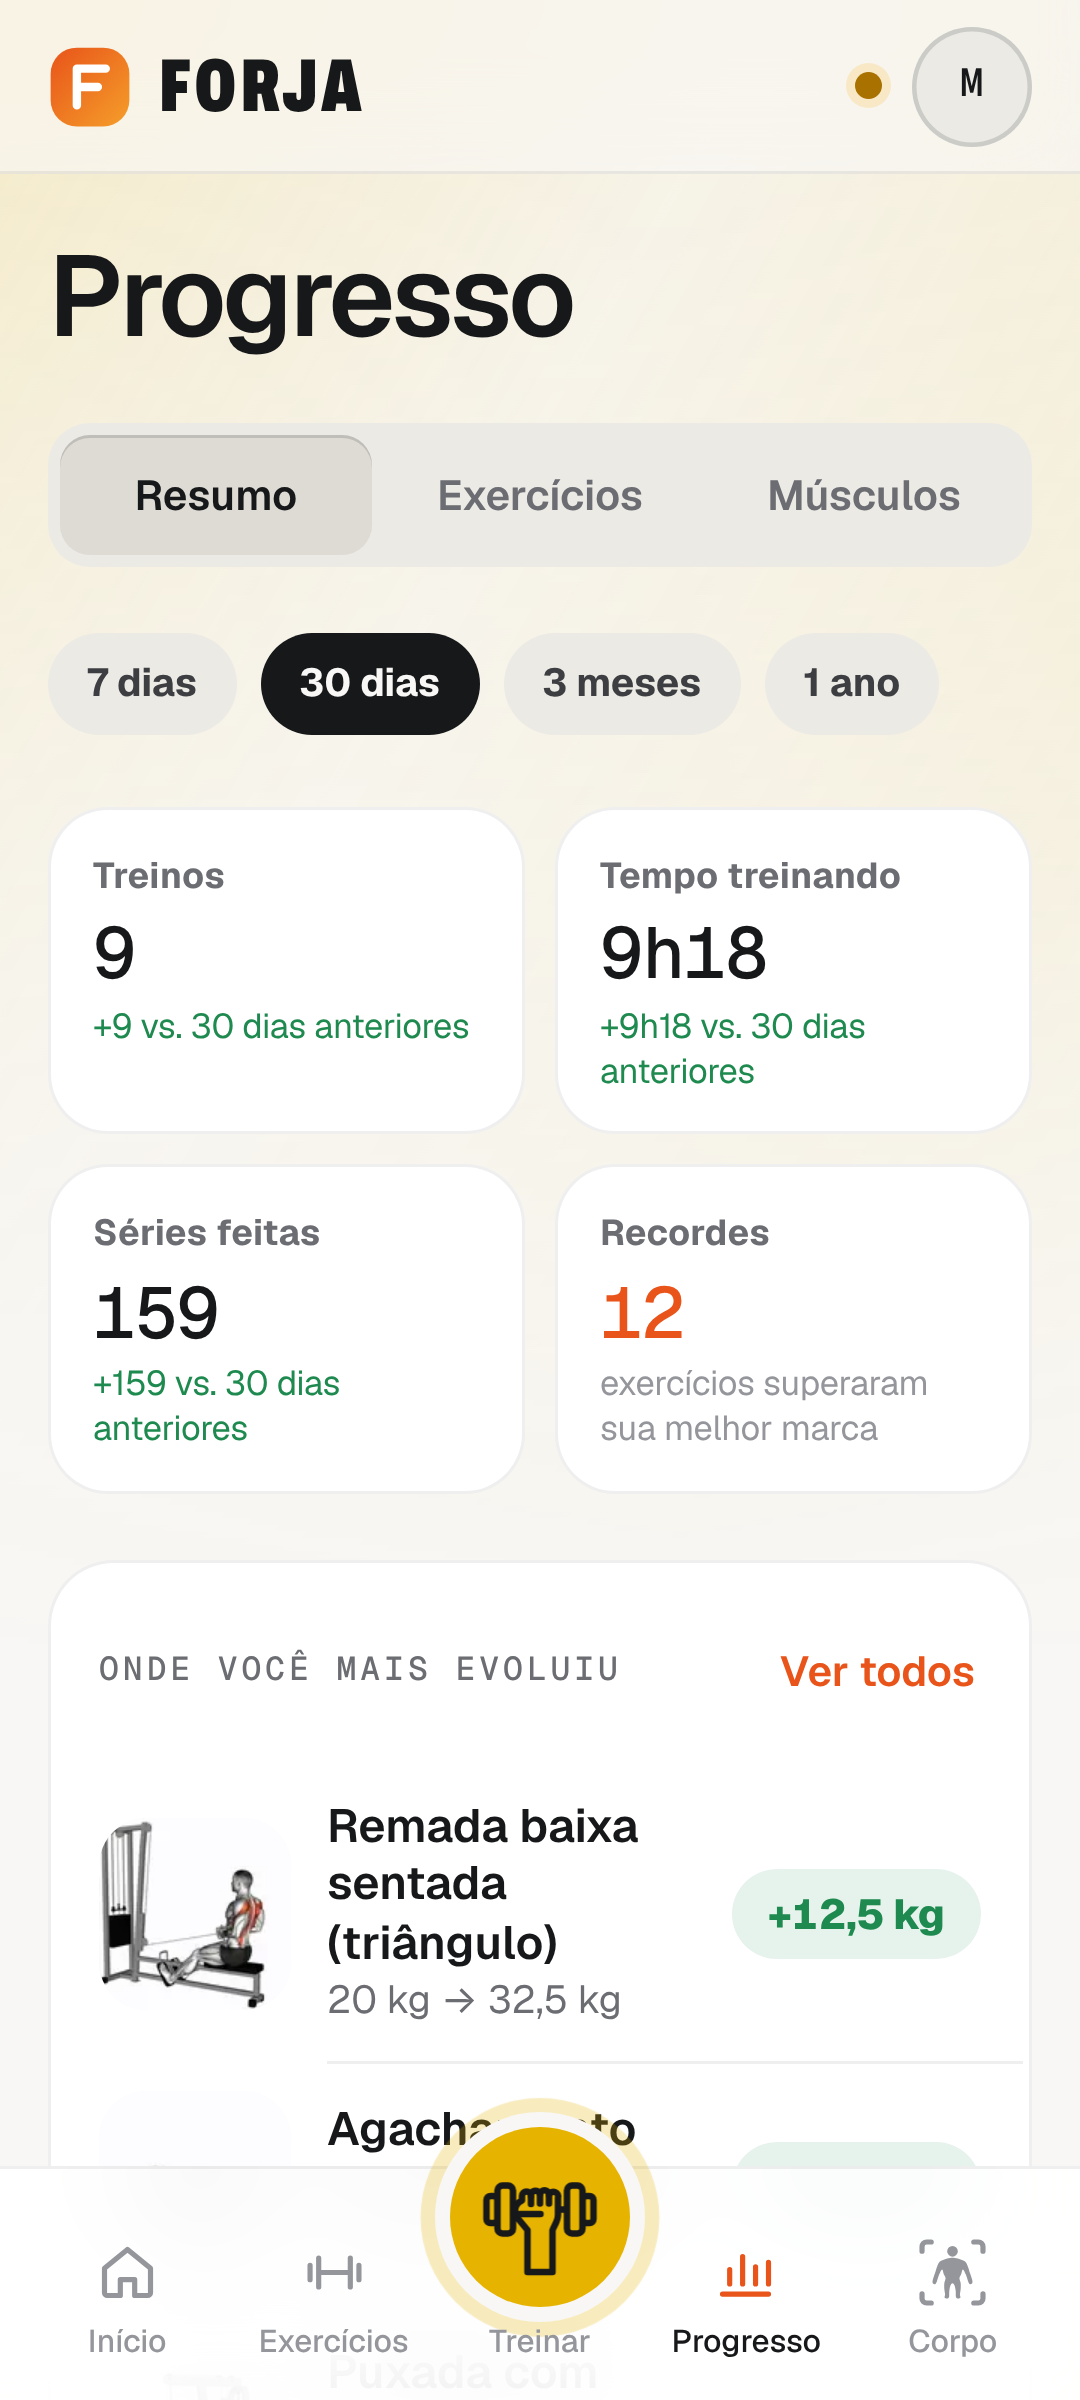 FORJA
M
Progresso
Resumo
Exercícios
Músculos
7 dias
30 dias
3 meses
1 ano
Treinos
9
+9 vs. 30 dias anteriores
Tempo treinando
9h18
+9h18 vs. 30 dias
anteriores
Séries feitas
159
+159 vs. 30 dias
anteriores
Recordes
12
exercícios superaram
sua melhor marca
ONDE VOCÊ MAIS EVOLUIU
Ver todos
Remada baixa
sentada
(triângulo)
20 kg → 32,5 kg
+12,5 kg
Início
Exercícios
Treinar
Progresso
Corpo
Puxada com